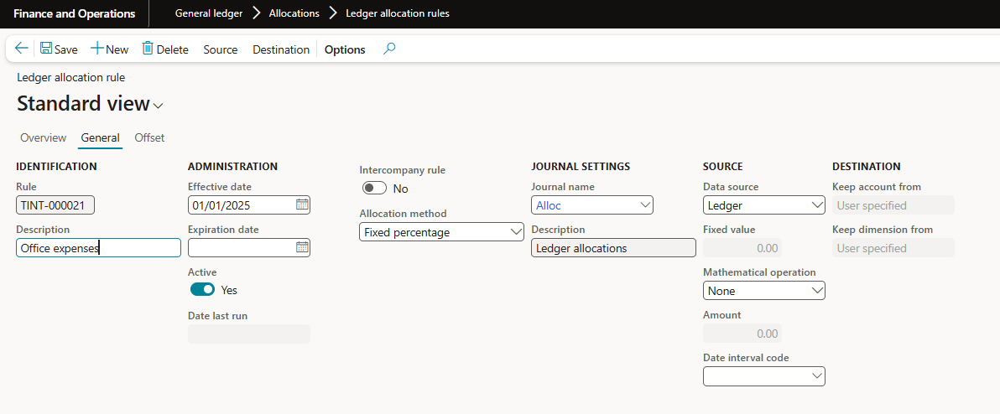 Finance and Operations
General ledger > Allocations > Ledger allocation rules
Save New Delete Source Destination Options
Ledger allocation rule
Standard view
Overview General Offset
IDENTIFICATION
Rule
TINT-000021
Description
Office expenses
ADMINISTRATION
Effective date
01/01/2025
Expiration date
Active
Yes
Date last run
Intercompany rule
No
Allocation method
Fixed percentage
JOURNAL SETTINGS
Journal name
Alloc
Description
Ledger allocations
SOURCE
Data source
Ledger
Fixed value
0.00
Mathematical operation
None
Amount
0.00
Date interval code
DESTINATION
Keep account from
User specified
Keep dimension from
User specified